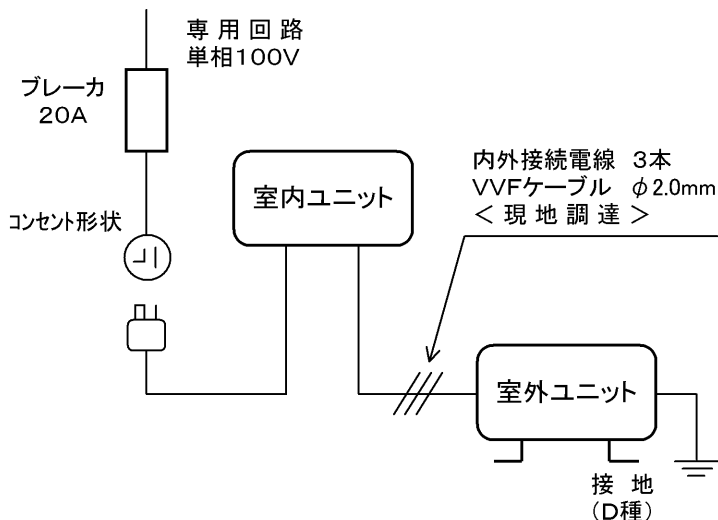 専用回路
単相100V
ブレーカ
20A
コンセント形状
室内ユニット
内外接続電線 3本
VVFケーブル φ2.0mm
＜現地調達＞
室外ユニット
接地
(D種)